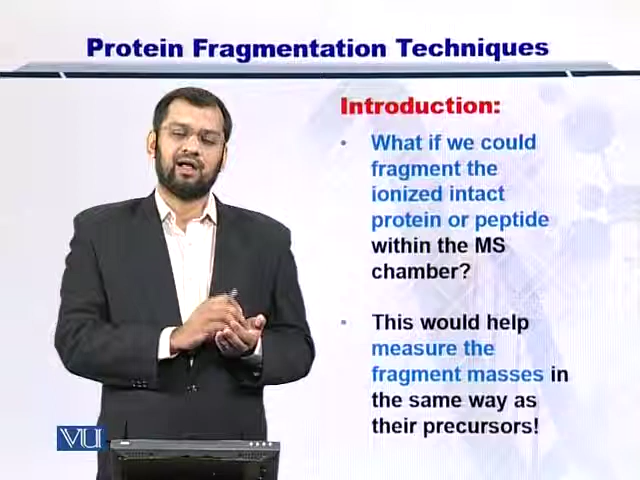 Protein Fragmentation Techniques
Introduction:
• What if we could
fragment the
ionized intact
protein or peptide
within the MS
chamber?
• This would help
measure the
fragment masses in
the same way as
their precursors!
VU